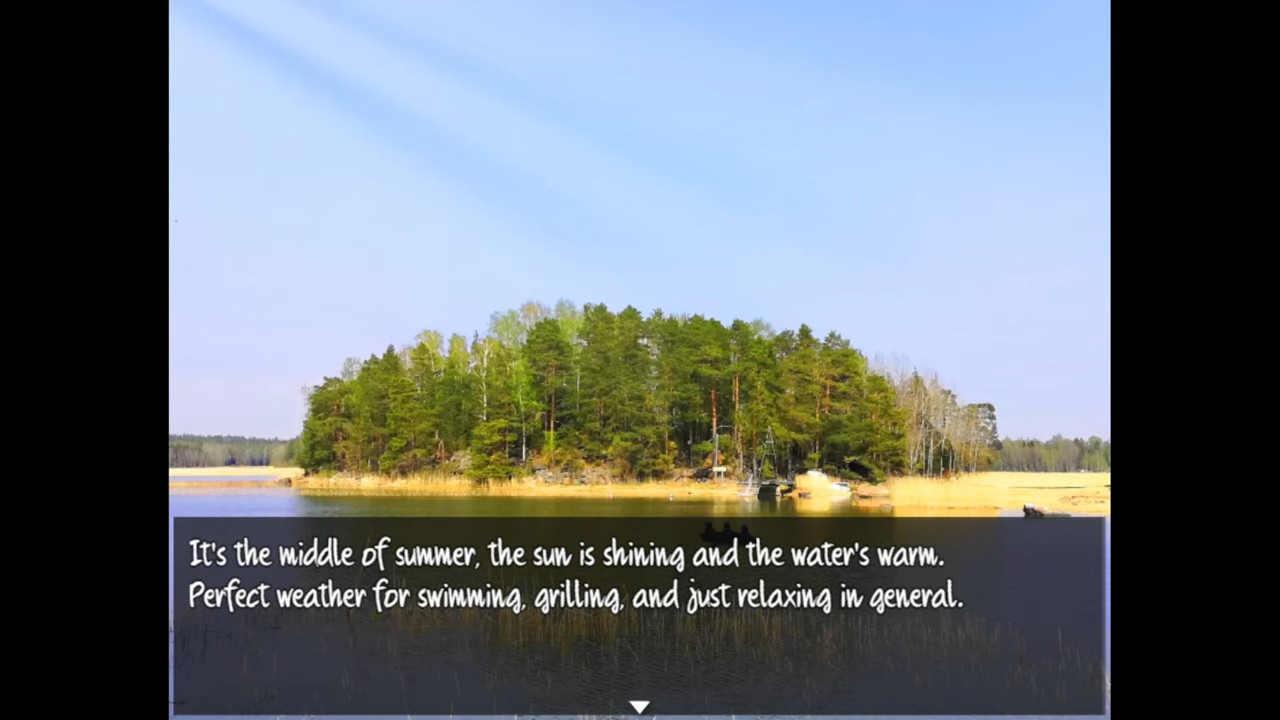 It's the middle of summer, the sun is shining and the water's warm.
Perfect weather for swimming, grilling, and just relaxing in general.